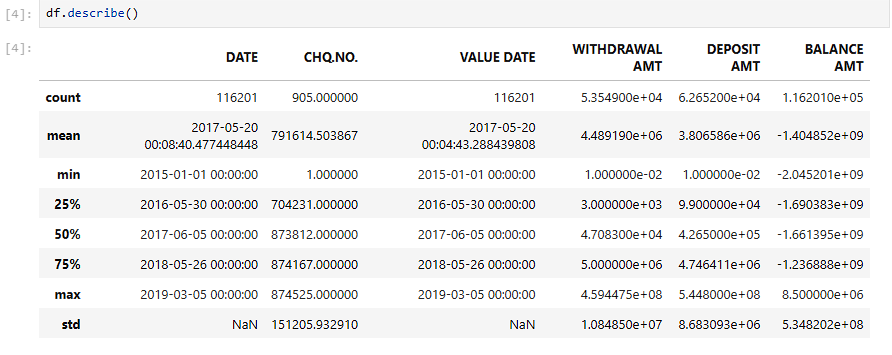 [4]: df.describe()
[4]:
DATE CHQ.NO. VALUE DATE WITHDRAWAL AMT DEPOSIT AMT BALANCE AMT
count 116201 905.000000 116201 5.354900e+04 6.265200e+04 1.162010e+05
mean 2017-05-20 00:08:40.477448448 791614.503867 2017-05-20 00:04:43.288439808 4.489190e+06 3.806586e+06 -1.404852e+09
min 2015-01-01 00:00:00 1.000000 2015-01-01 00:00:00 1.000000e-02 1.000000e-02 -2.045201e+09
25% 2016-05-30 00:00:00 704231.000000 2016-05-30 00:00:00 3.000000e+03 9.900000e+04 -1.690383e+09
50% 2017-06-05 00:00:00 873812.000000 2017-06-05 00:00:00 4.708300e+04 4.265000e+05 -1.661395e+09
75% 2018-05-26 00:00:00 874167.000000 2018-05-26 00:00:00 5.000000e+06 4.746411e+06 -1.236888e+09
max 2019-03-05 00:00:00 874525.000000 2019-03-05 00:00:00 4.594475e+08 5.448000e+08 8.500000e+06
std NaN 151205.932910 NaN 1.084850e+07 8.683093e+06 5.348202e+08